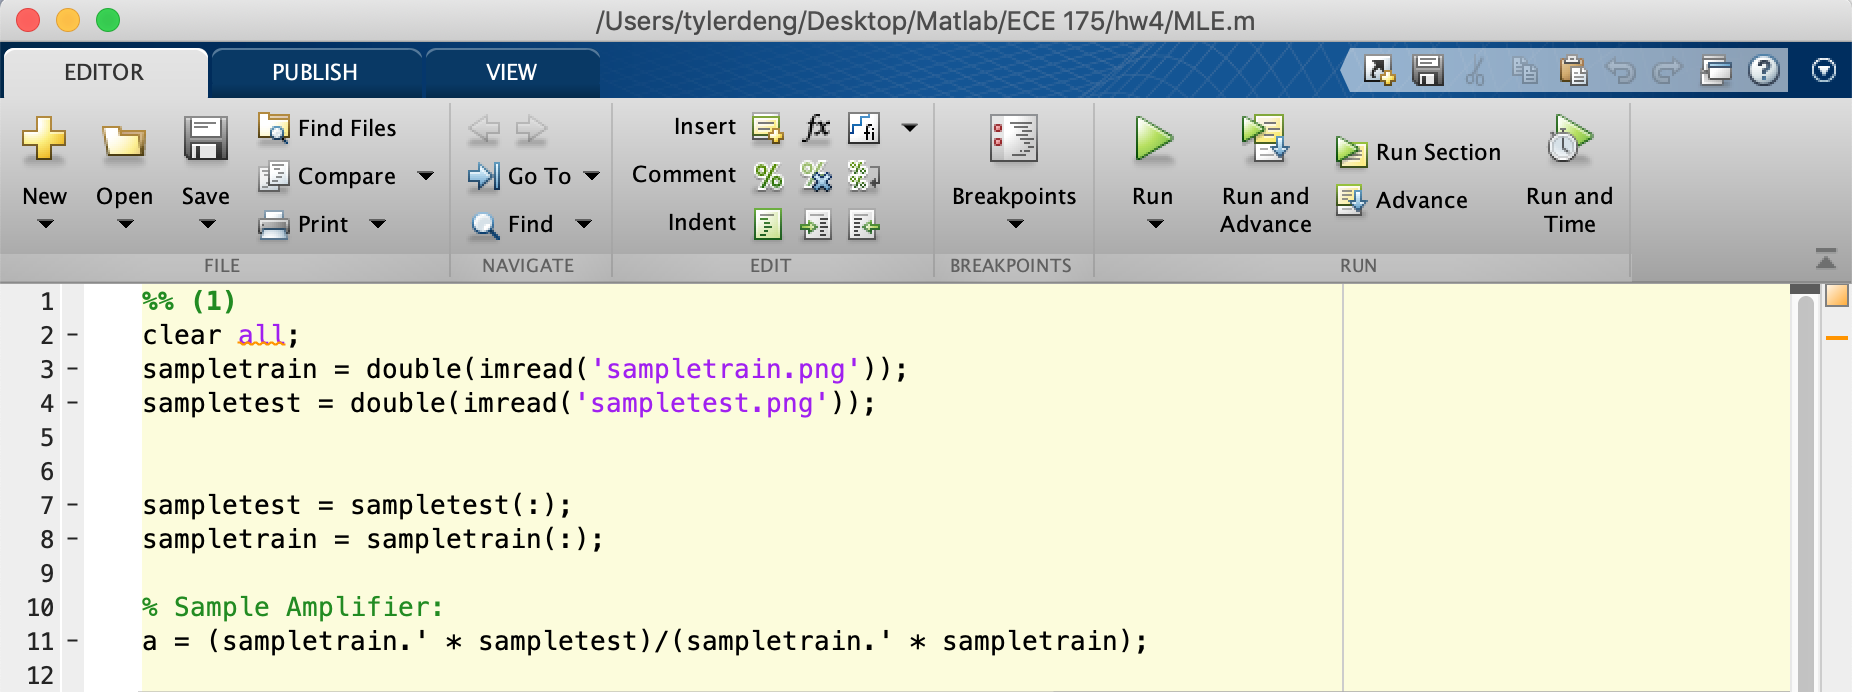 /Users/tylerdeng/Desktop/Matlab/ECE 175/hw4/MLE.m
EDITOR PUBLISH VIEW
New
Open
Save
Find Files
Compare
Print
FILE
Go To
Find
NAVIGATE
Insert fx fi
Comment
Indent
EDIT
Breakpoints
BREAKPOINTS
Run
Run and
Advance
Run Section
Advance
Run and
Time
RUN
1 %% (1)
2 - clear all;
3 - sampletrain = double(imread('sampletrain.png'));
4 - sampletest = double(imread('sampletest.png'));
5
6
7 - sampletest = sampletest(:);
8 - sampletrain = sampletrain(:);
9
10 % Sample Amplifier:
11 - a = (sampletrain.' * sampletest)/(sampletrain.' * sampletrain);
12